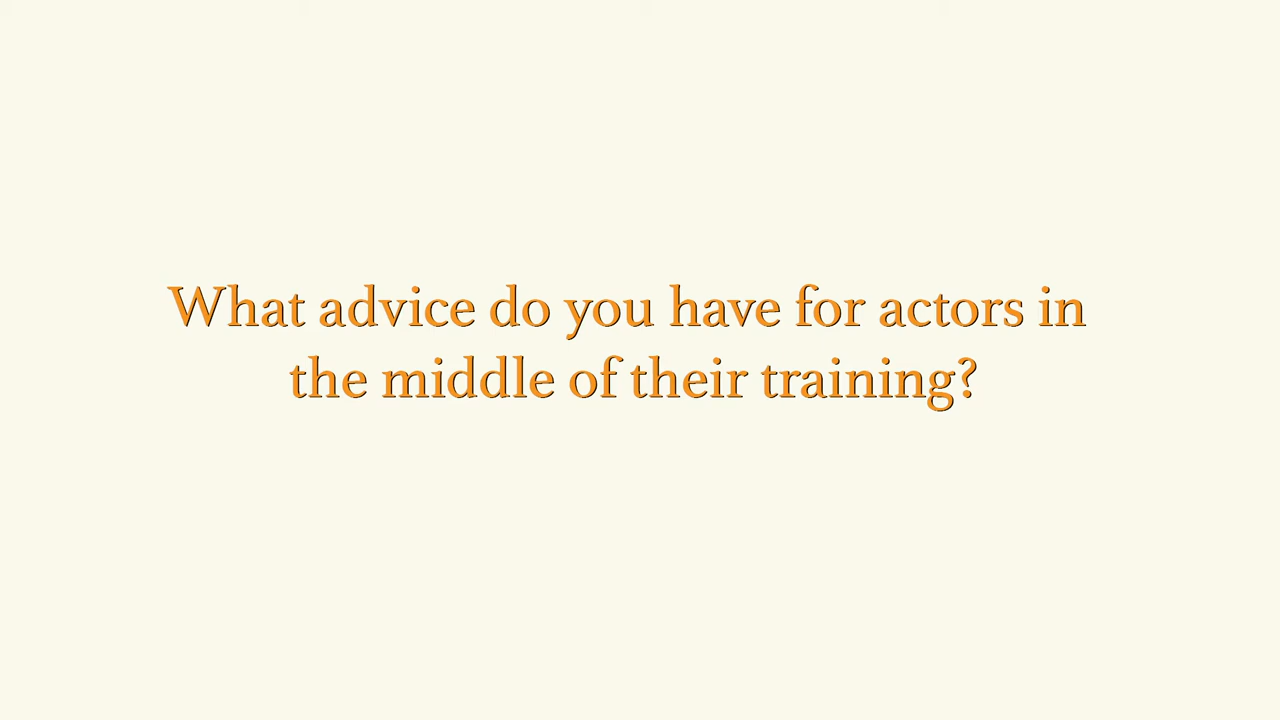 What advice do you have for actors in
the middle of their training?